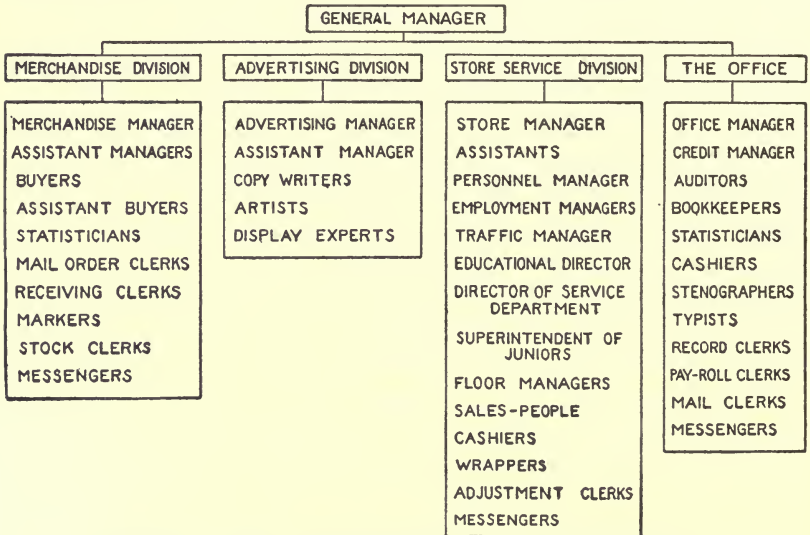 GENERAL MANAGER
MERCHANDISE DIVISION
MERCHANDISE MANAGER
ASSISTANT MANAGERS
BUYERS
ASSISTANT BUYERS
STATISTICIANS
MAIL ORDER CLERKS
RECEIVING CLERKS
MARKERS
STOCK CLERKS
MESSENGERS
ADVERTISING DIVISION
ADVERTISING MANAGER
ASSISTANT MANAGER
COPY WRITERS
ARTISTS
DISPLAY EXPERTS
STORE SERVICE DIVISION
STORE MANAGER
ASSISTANTS
PERSONNEL MANAGER
EMPLOYMENT MANAGERS
TRAFFIC MANAGER
EDUCATIONAL DIRECTOR
DIRECTOR OF SERVICE
DEPARTMENT
SUPERINTENDENT OF
JUNIORS
FLOOR MANAGERS
SALES-PEOPLE
CASHIERS
WRAPPERS
ADJUSTMENT CLERKS
MESSENGERS
THE OFFICE
OFFICE MANAGER
CREDIT MANAGER
AUDITORS
BOOKKEEPERS
STATISTICIANS
CASHIERS
STENOGRAPHERS
TYPISTS
RECORD CLERKS
PAY-ROLL CLERKS
MAIL CLERKS
MESSENGERS